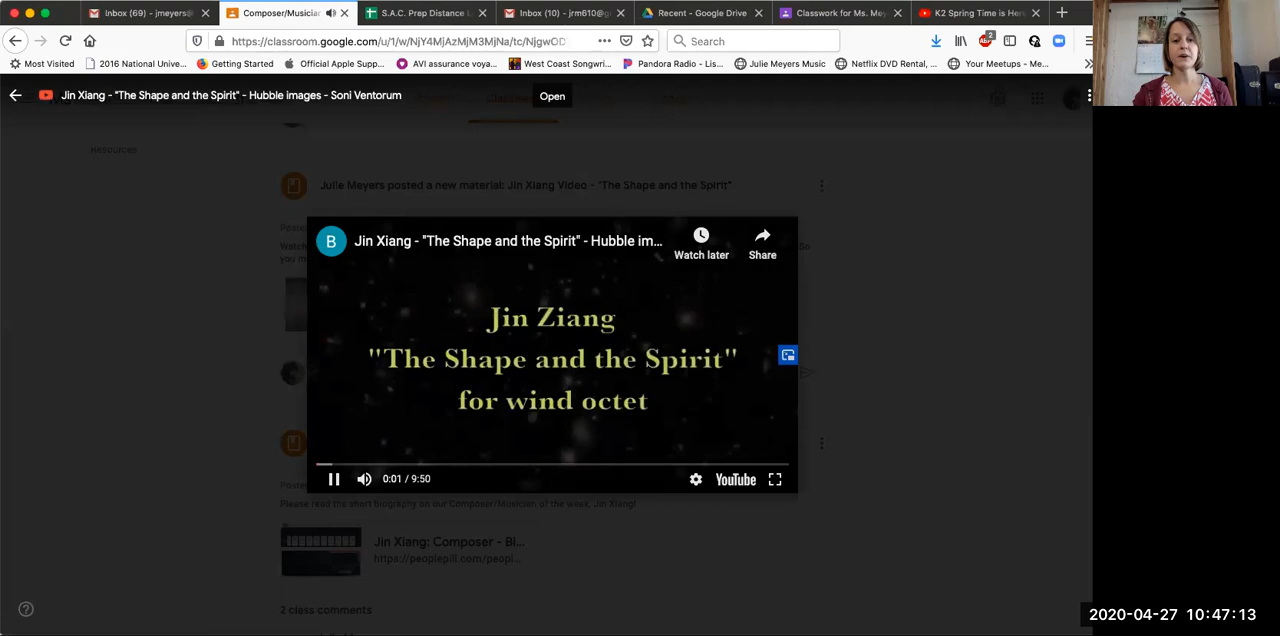 Inbox (69) - jmeyers@
Composer/Musician
S.A.C. Prep Distance L
Inbox (10) - jrm610@g
Recent - Google Drive
Classwork for Ms. Mey
K2 Spring Time is Her
https://classroom.google.com/u/1/w/NjY4MjAzMjM3MjNa/tc/NjgwOD
Search
2
Most Visited
2016 National Unive...
Getting Started
Official Apple Supp...
AVI assurance voya...
West Coast Songwri...
Pandora Radio - Lis...
Julie Meyers Music
Netflix DVD Rental, ...
Your Meetups - Me...
Jin Xiang - "The Shape and the Spirit" - Hubble images - Soni Ventorum
Open
Resources
Julie Meyers posted a new material: Jin Xiang Video - "The Shape and the Spirit"
B
Jin Xiang - "The Shape and the Spirit" - Hubble im...
Watch later
Share
Jin Ziang
"The Shape and the Spirit"
for wind octet
0:01 / 9:50
YouTube
Please read the short biography on our Composer/Musician of the week, Jin Xiang!
Jin Xiang: Composer - Bi...
https://peoplepill.com/peopl...
2 class comments
2020-04-27 10:47:13